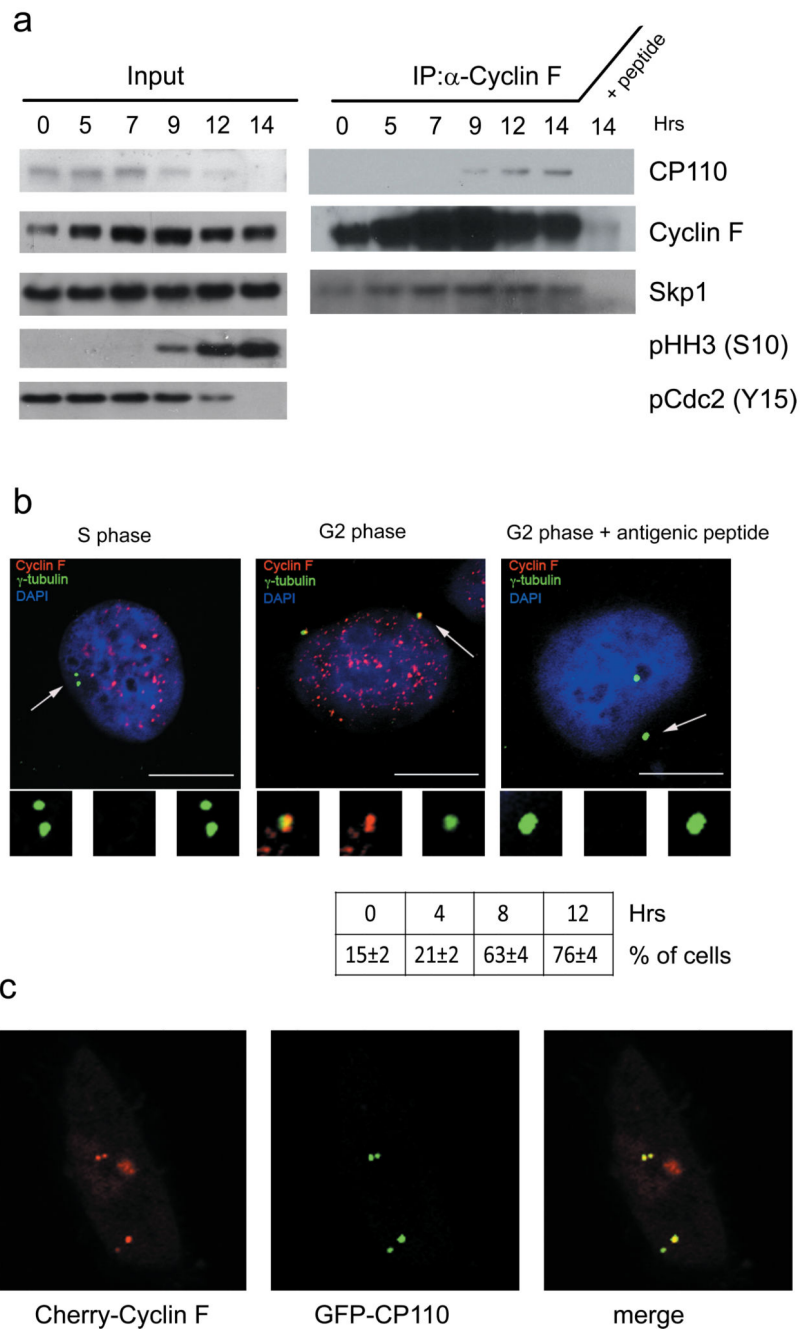 a
Input
IP:α-Cyclin F
+ peptide
0 5 7 9 12 14
0 5 7 9 12 14 14 Hrs
CP110
Cyclin F
Skp1
pHH3 (S10)
pCdc2 (Y15)
b
S phase
G2 phase
G2 phase + antigenic peptide
Cyclin F
γ-tubulin
DAPI
Cyclin F
γ-tubulin
DAPI
Cyclin F
γ-tubulin
DAPI
0 4 8 12 Hrs
15±2 21±2 63±4 76±4 % of cells
c
Cherry-Cyclin F
GFP-CP110
merge